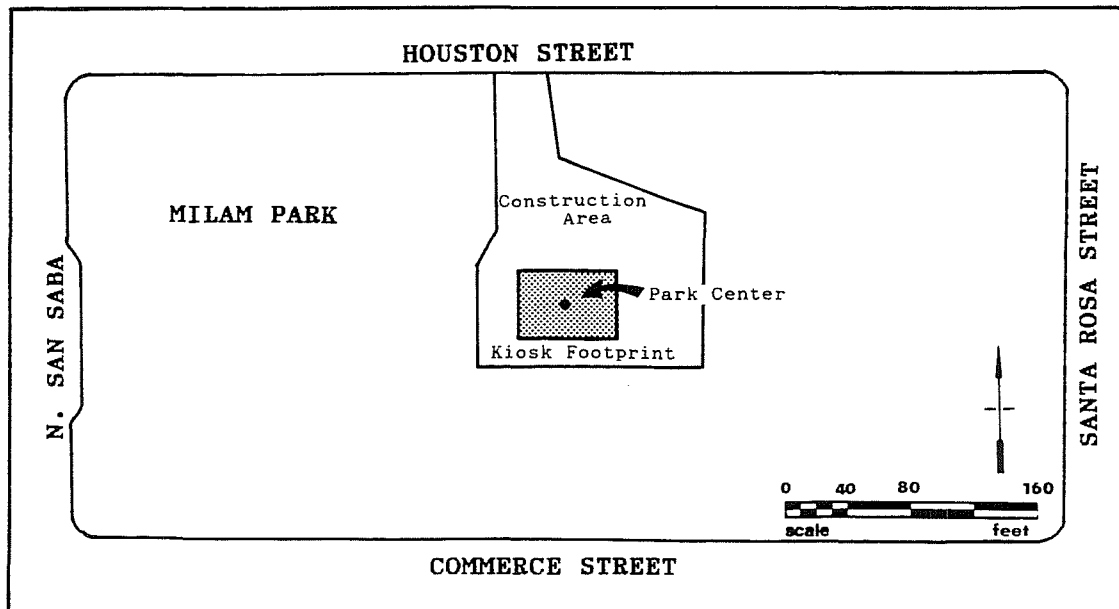 HOUSTON STREET
MILAM PARK
Construction
Area
N. SAN SABA
SANTA ROSA STREET
Park Center
Kiosk Footprint
0 40 80 160
scale feet
COMMERCE STREET